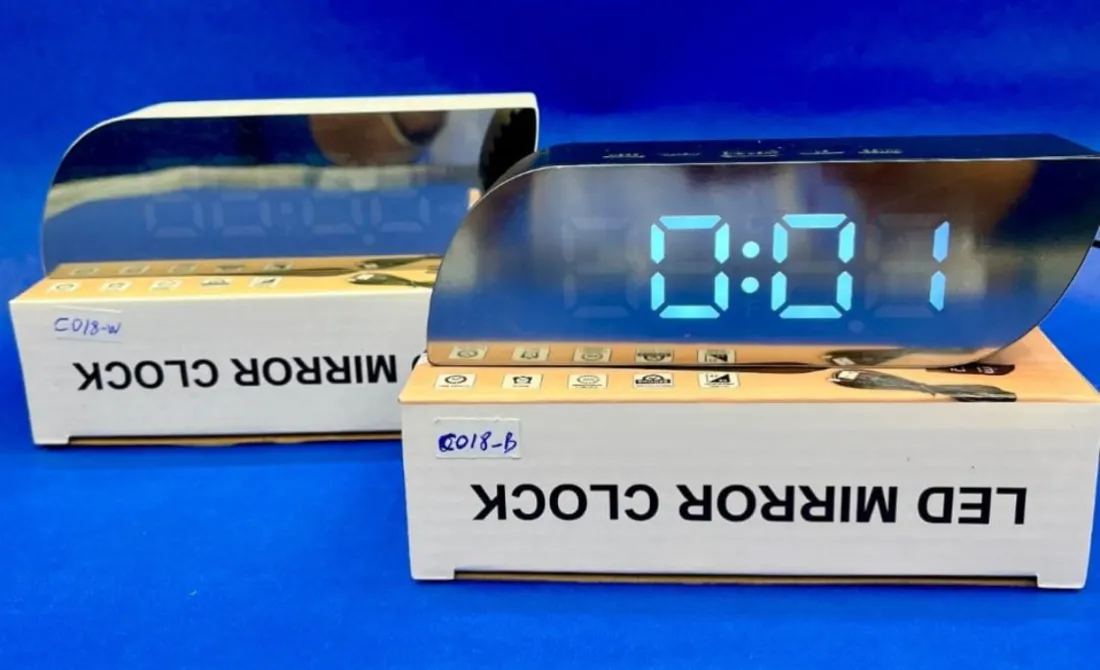 0:01
C018-W
MIRROR CLOCK
C018-B
LED MIRROR CLOCK